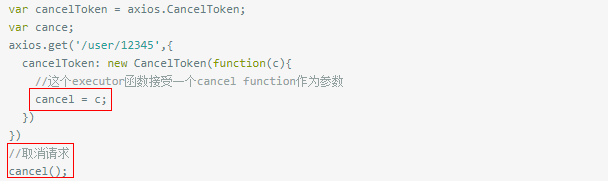 var cancelToken = axios.CancelToken;
var cance;
axios.get('/user/12345',{
cancelToken: new CancelToken(function(c){
//这个executor函数接受一个cancel function作为参数
cancel = c;
})
})
//取消请求
cancel();